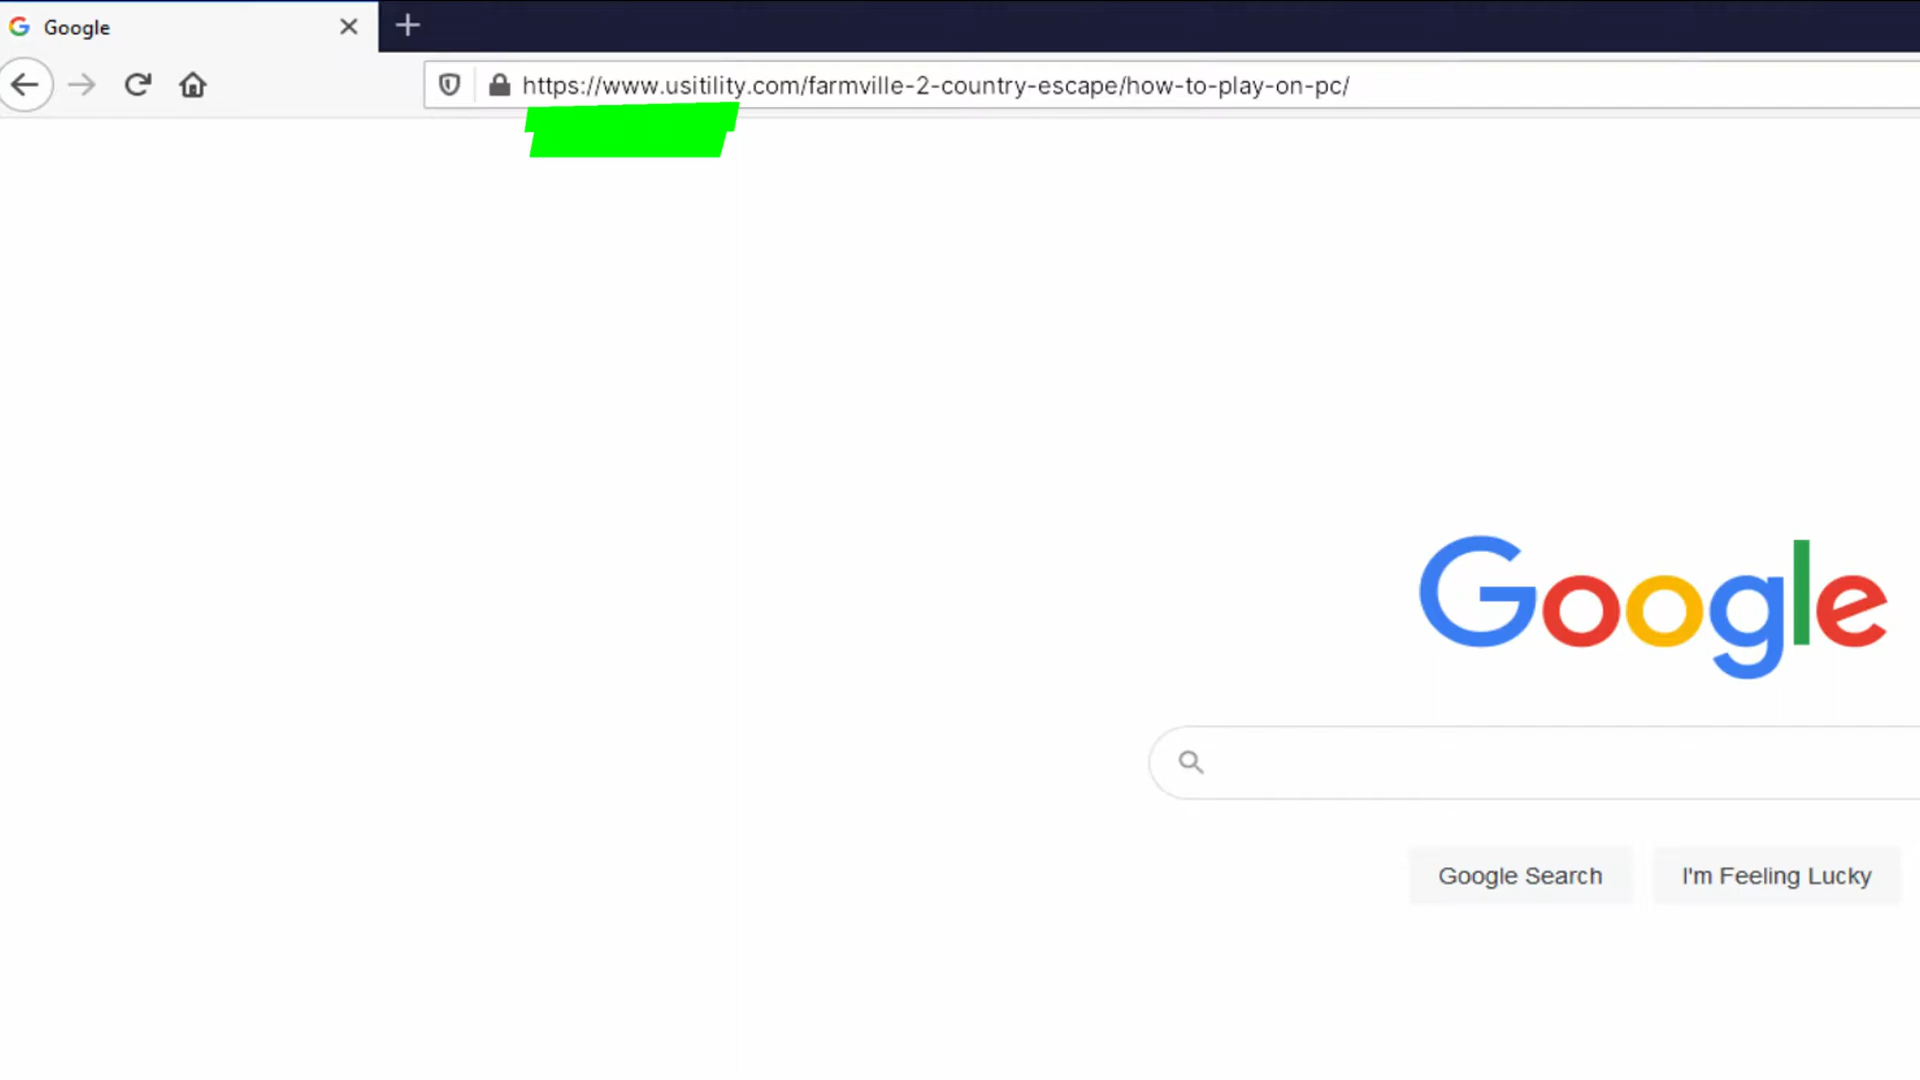 Google
https://www.usitility.com/farmville-2-country-escape/how-to-play-on-pc/
Google
Google Search
I'm Feeling Lucky